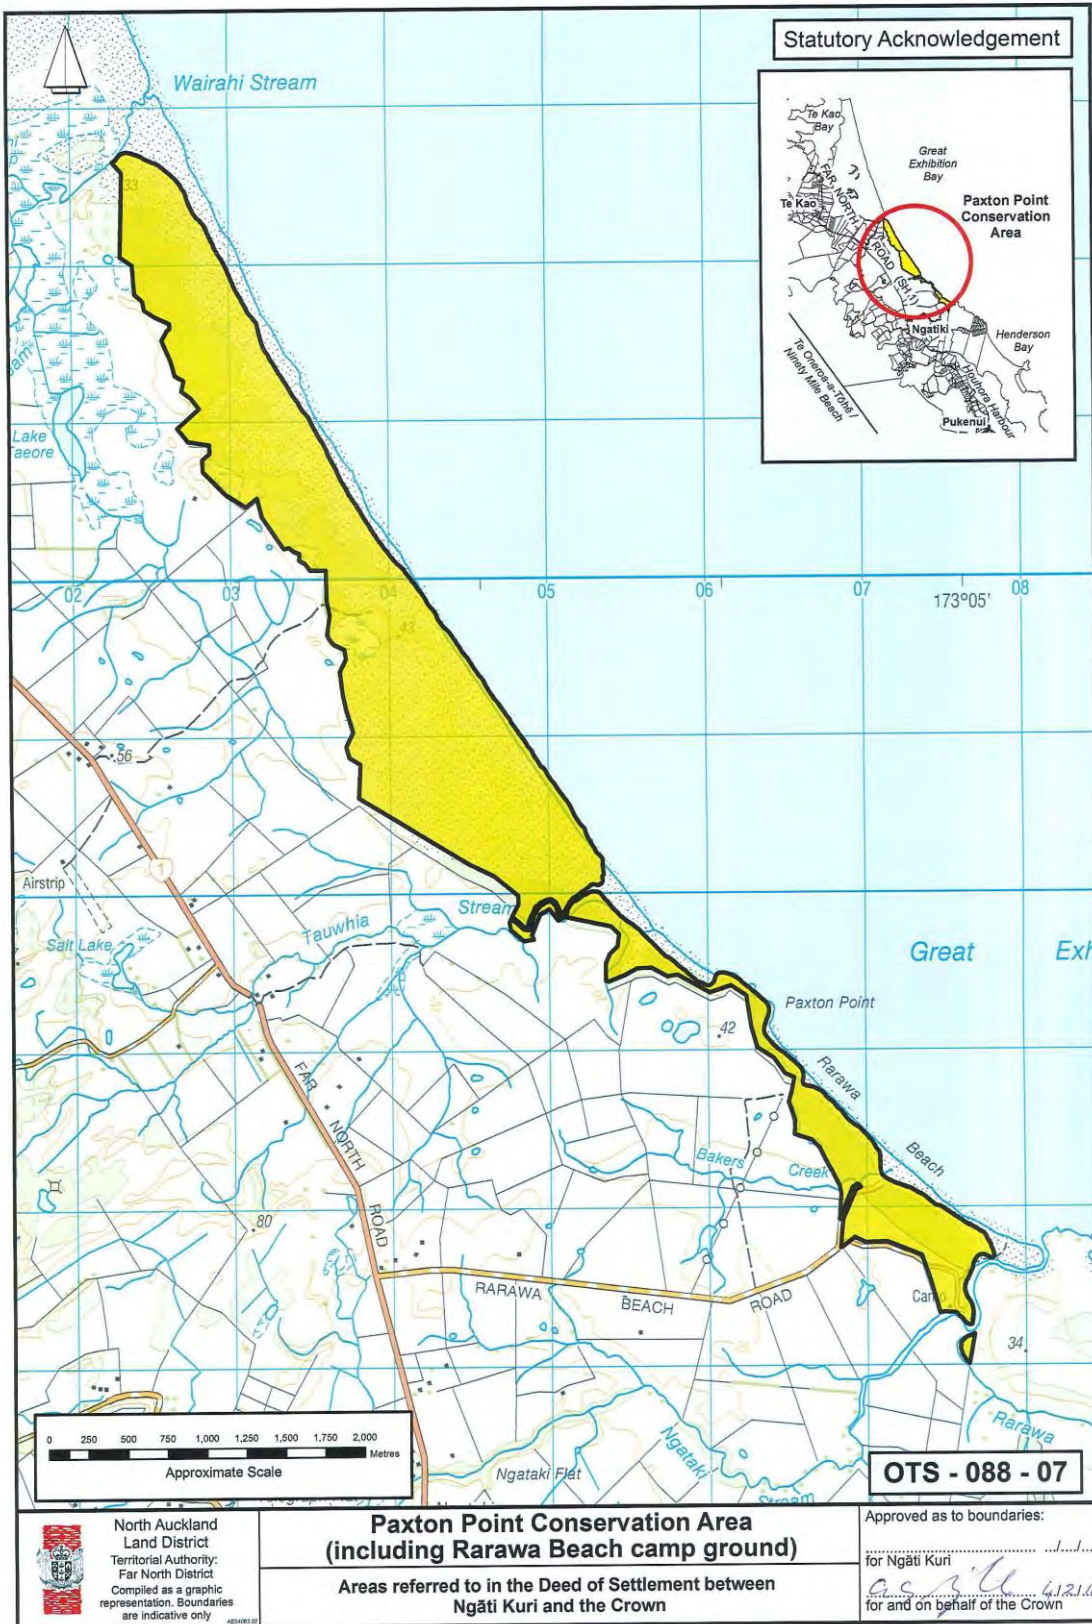 Statutory Acknowledgement
Wairahi Stream
Te Kao
Bay
Great
Exhibition
Bay
FAR NORTH ROAD (SH 1)
Te Kao
Paxton Point
Conservation
Area
Ngatiki
Henderson
Bay
Te Oneroa-a-Tōhē /
Ninety Mile Beach
Houhora Harbour
Pukenui
33
Lake
aeore
02
03
04
05
06
07
08
173°05'
43
56
1
Airstrip
Salt Lake
Tauwhia
Stream
Great
Exh
Paxton Point
42
Rarawa
Beach
FAR
NORTH
ROAD
Bakers
Creek
80
RARAWA
BEACH
ROAD
Camp
34
Rarawa
Ngataki
Stream
Ngataki Flat
0 250 500 750 1,000 1,250 1,500 1,750 2,000
Metres
Approximate Scale
OTS - 088 - 07
North Auckland
Land District
Territorial Authority:
Far North District
Compiled as a graphic
representation. Boundaries
are indicative only
Paxton Point Conservation Area
(including Rarawa Beach camp ground)
Areas referred to in the Deed of Settlement between
Ngāti Kuri and the Crown
Approved as to boundaries:
for Ngāti Kuri
for and on behalf of the Crown